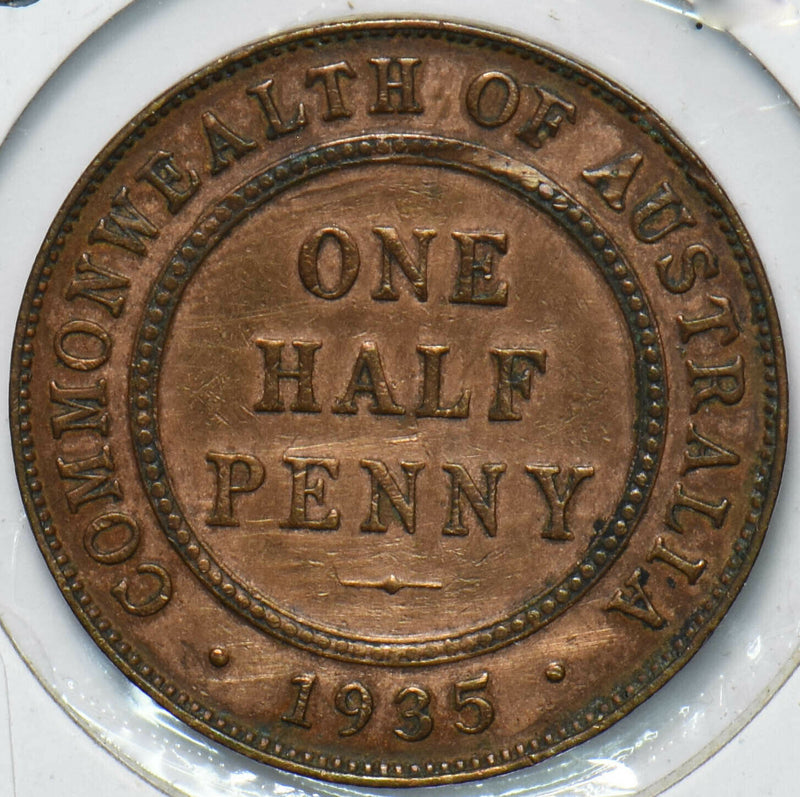 COMMONWEALTH OF AUSTRALIA
ONE
HALF
PENNY
· 1935 ·